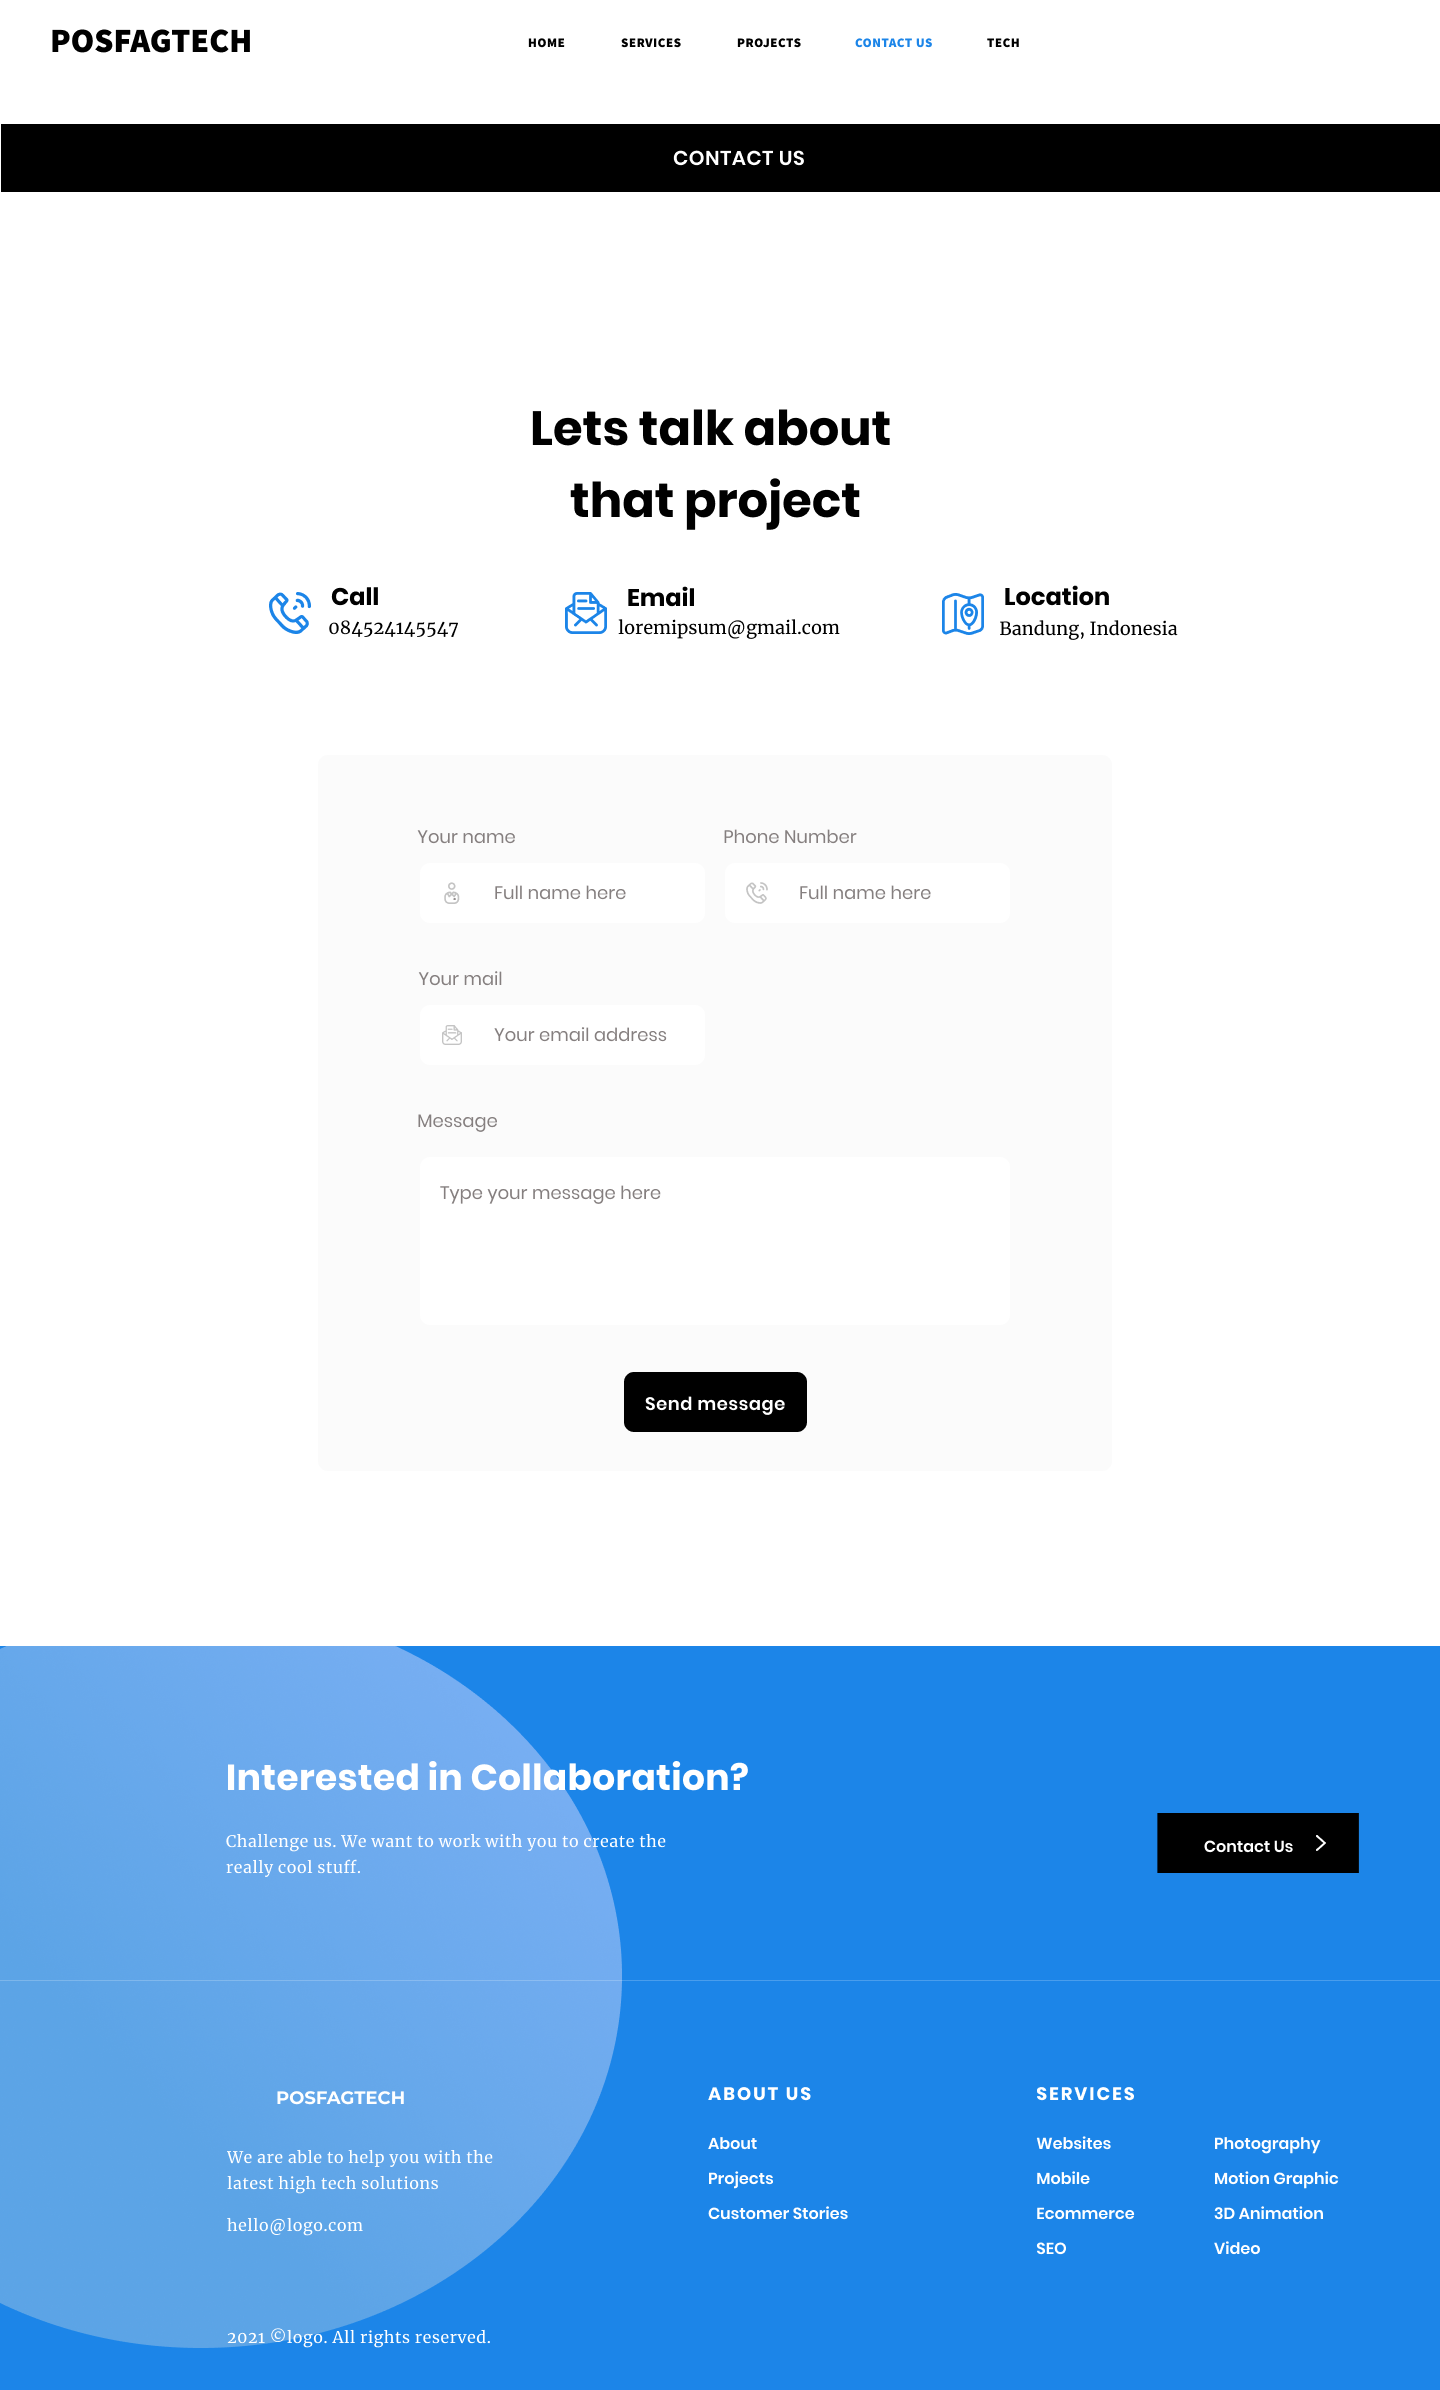 POSFAGTECH
HOME SERVICES PROJECTS CONTACT US TECH
CONTACT US
Lets talk about
that project
Call
084524145547
Email
loremipsum@gmail.com
Location
Bandung, Indonesia
Your name
Full name here
Phone Number
Full name here
Your mail
Your email address
Message
Type your message here
Send message
Interested in Collaboration?
Challenge us. We want to work with you to create the
really cool stuff.
Contact Us
POSFAGTECH
We are able to help you with the
latest high tech solutions
hello@logo.com
ABOUT US
About
Projects
Customer Stories
SERVICES
Websites
Mobile
Ecommerce
SEO
Photography
Motion Graphic
3D Animation
Video
2021 ©logo. All rights reserved.